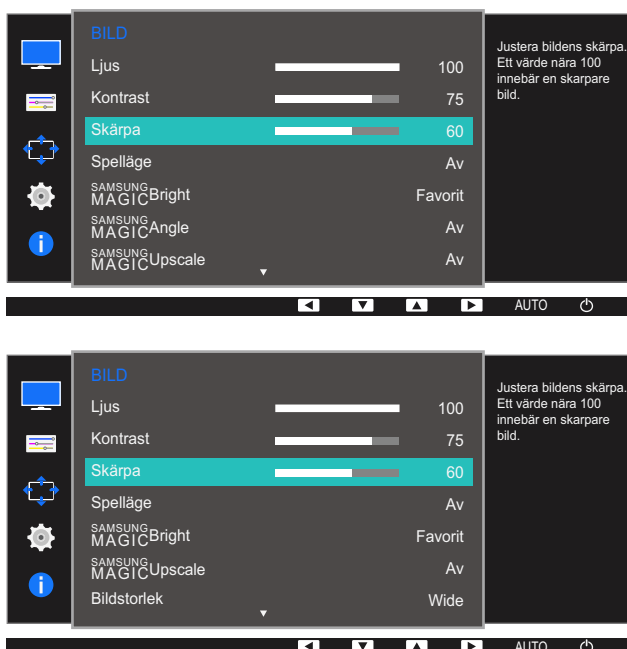 BILD
Ljus 100
Kontrast 75
Skärpa 60
Spelläge Av
SAMSUNG MAGICBright Favorit
SAMSUNG MAGICAngle Av
SAMSUNG MAGICUpscale Av
Justera bildens skärpa.
Ett värde nära 100
innebär en skarpare
bild.
AUTO
BILD
Ljus 100
Kontrast 75
Skärpa 60
Spelläge Av
SAMSUNG MAGICBright Favorit
SAMSUNG MAGICUpscale Av
Bildstorlek Wide
Justera bildens skärpa.
Ett värde nära 100
innebär en skarpare
bild.
AUTO